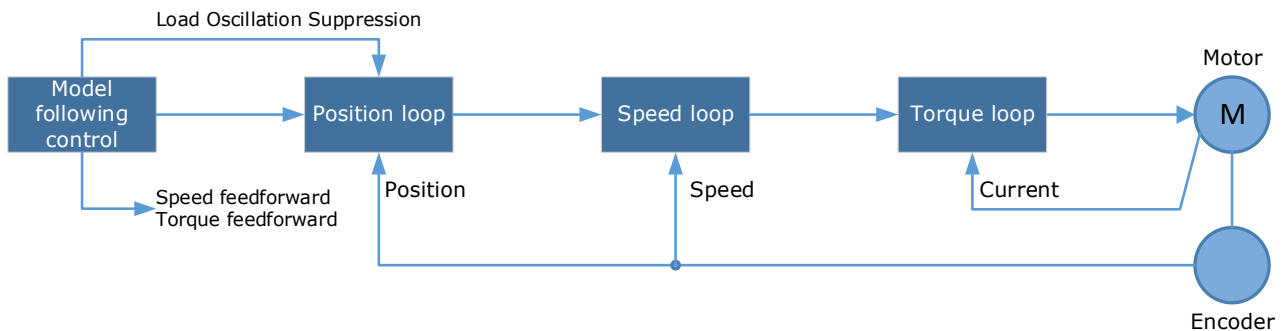 Load Oscillation Suppression
Model
following
control
Position loop
Speed loop
Torque loop
Motor
M
Position
Speed
Current
Speed feedforward
Torque feedforward
Encoder